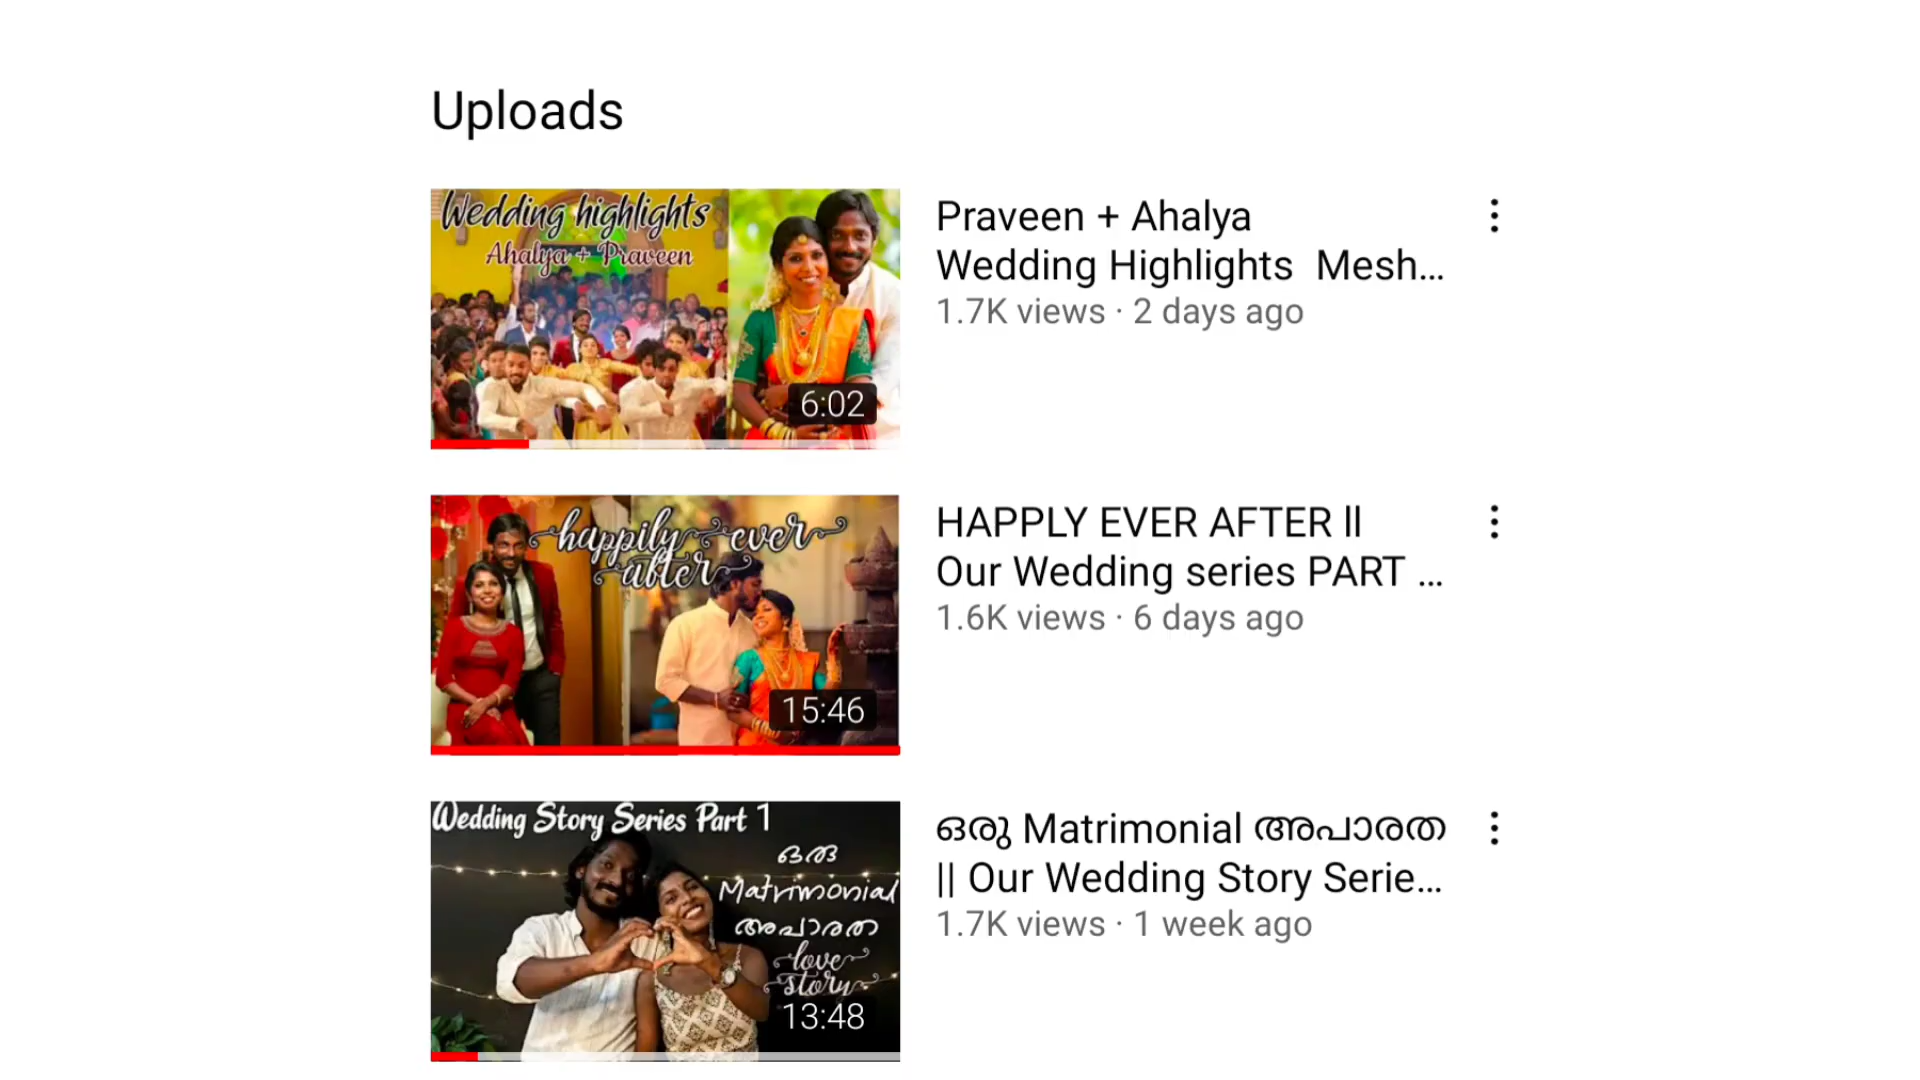 Uploads
Wedding highlights
Ahalya + Praveen
6:02
Praveen + Ahalya
Wedding Highlights Mesh...
1.7K views · 2 days ago
happily ever
after
15:46
HAPPLY EVER AFTER ll
Our Wedding series PART ...
1.6K views · 6 days ago
Wedding Story Series Part 1
ഒരു
Matrimonial
അപാരത
love
story
13:48
ഒരു Matrimonial അപാരത
|| Our Wedding Story Serie...
1.7K views · 1 week ago